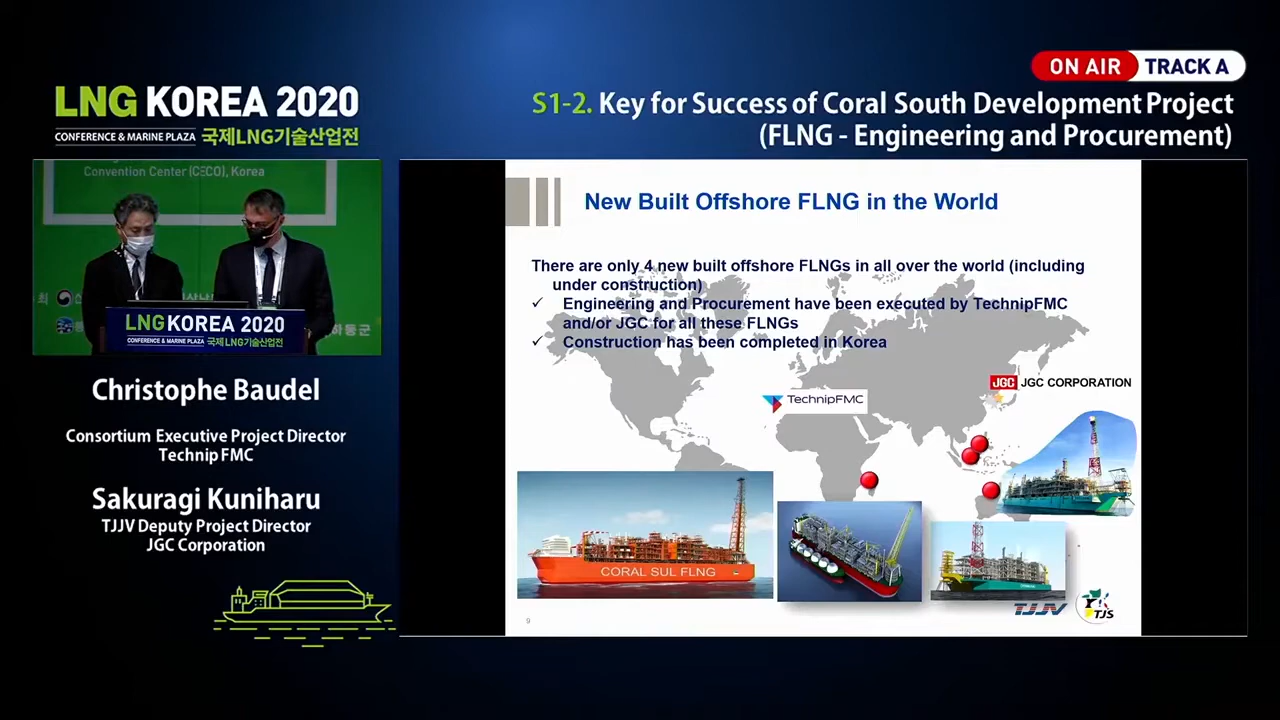 ON AIR TRACK A
LNG KOREA 2020
CONFERENCE & MARINE PLAZA 국제LNG기술산업전
S1-2. Key for Success of Coral South Development Project
(FLNG - Engineering and Procurement)
Convention Center (CECO), Korea
LNG KOREA 2020
CONFERENCE & MARINE PLAZA 국제LNG기술산업전
하동군
Christophe Baudel
Consortium Executive Project Director
Technip FMC
Sakuragi Kuniharu
TJJV Deputy Project Director
JGC Corporation
New Built Offshore FLNG in the World
There are only 4 new built offshore FLNGs in all over the world (including
under construction)
✓ Engineering and Procurement have been executed by TechnipFMC
and/or JGC for all these FLNGs
✓ Construction has been completed in Korea
JGC JGC CORPORATION
TechnipFMC
CORAL SUL FLNG
TJJV
TJS
9